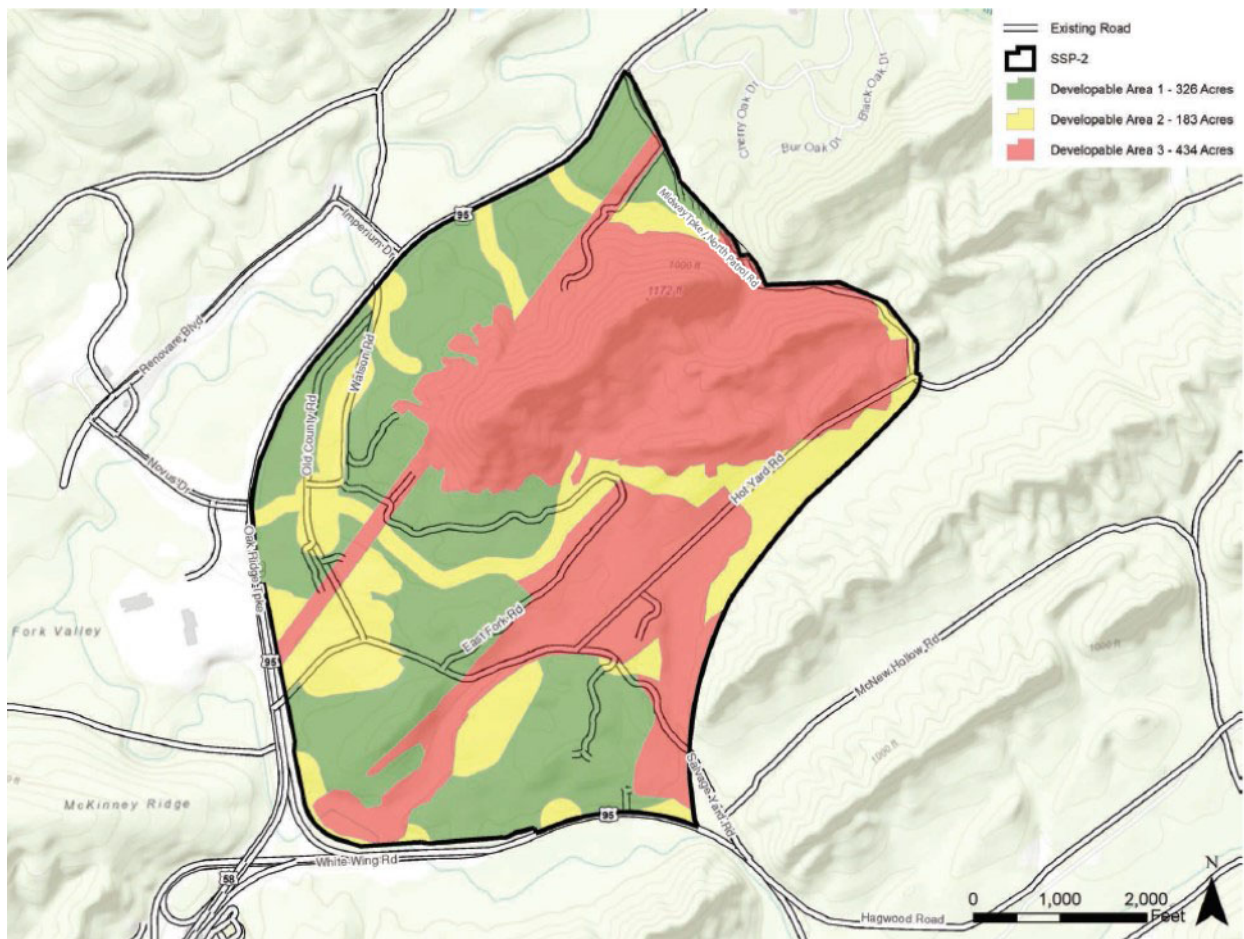 Existing Road
SSP-2
Developable Area 1 - 326 Acres
Developable Area 2 - 183 Acres
Developable Area 3 - 434 Acres
Cherry Oak Dr
Black Oak Dr
Bur Oak Dr
Midway Tpke / North Patrol Rd
95
Imperium Dr
1000 ft
1172 ft
Renovare Blvd
Watson Rd
Old County Rd
Novus Dr
Hot Yard Rd
Oak Ridge Tpke
Fork Valley
East Fork Rd
95
McNew Hollow Rd
1000 ft
1000 ft
McKinney Ridge
Salvage Yard Rd
95
White Wing Rd
58
N
0 1,000 2,000
Feet
Hagwood Road